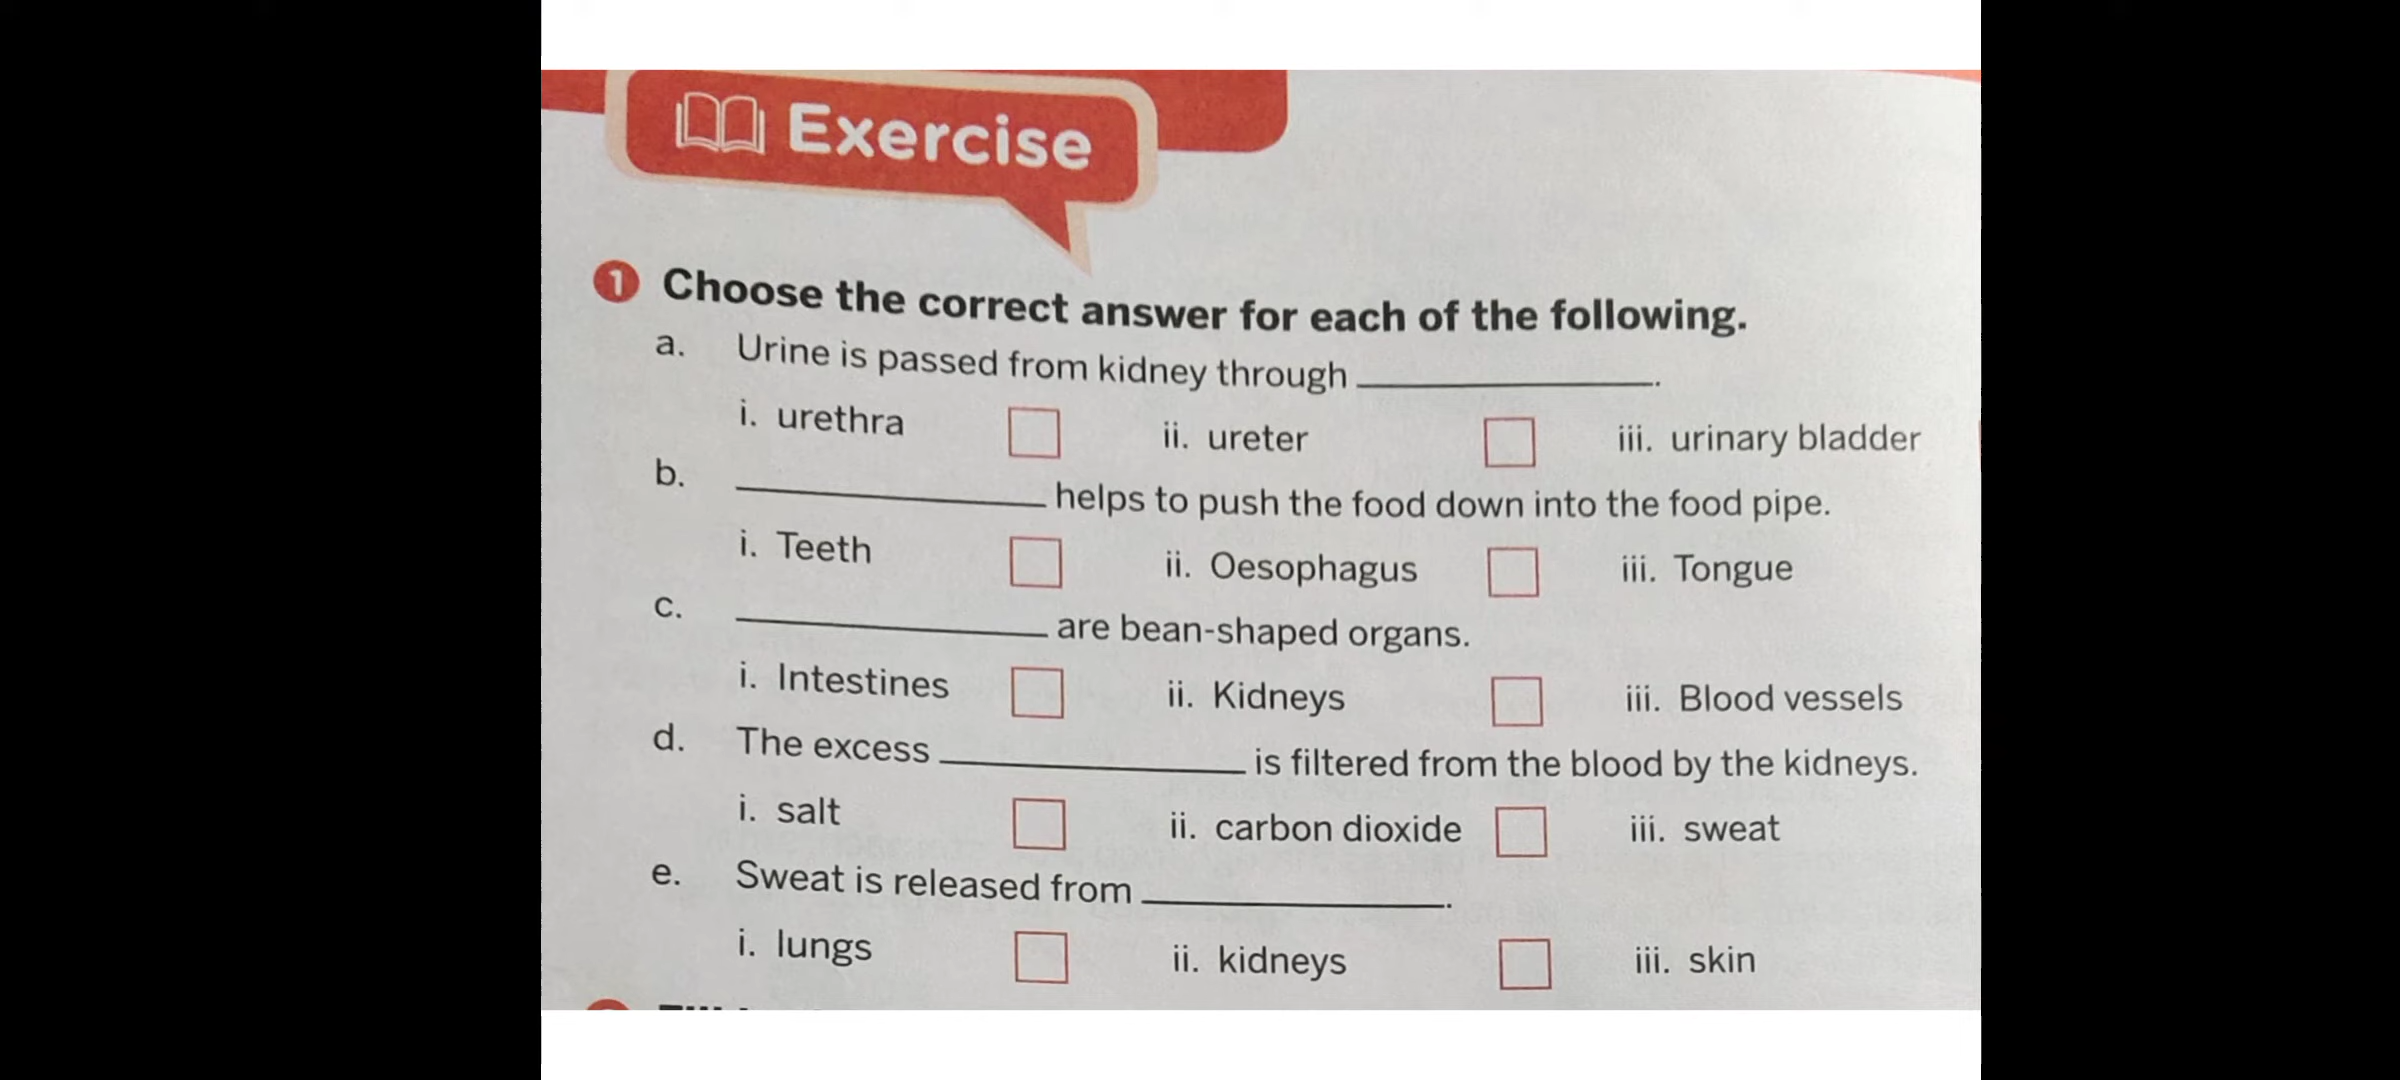 Exercise
1 Choose the correct answer for each of the following.
a. Urine is passed from kidney through ____________.
i. urethra ii. ureter iii. urinary bladder
b. ____________ helps to push the food down into the food pipe.
i. Teeth ii. Oesophagus iii. Tongue
c. ____________ are bean-shaped organs.
i. Intestines ii. Kidneys iii. Blood vessels
d. The excess ____________ is filtered from the blood by the kidneys.
i. salt ii. carbon dioxide iii. sweat
e. Sweat is released from ____________.
i. lungs ii. kidneys iii. skin